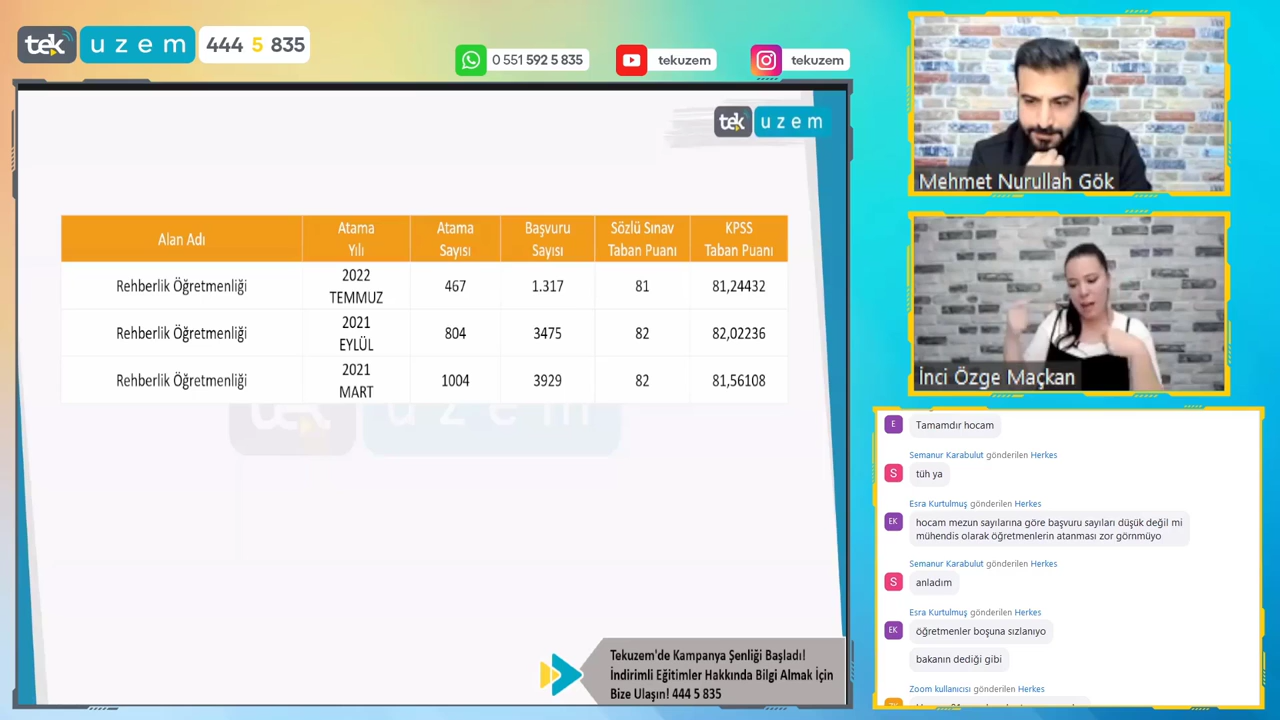 tek uzem 444 5 835
0 551 592 5 835
tekuzem
tekuzem
tek uzem
Alan Adı | Atama Yılı | Atama Sayısı | Başvuru Sayısı | Sözlü Sınav Taban Puanı | KPSS Taban Puanı
Rehberlik Öğretmenliği | 2022 TEMMUZ | 467 | 1.317 | 81 | 81,24432
Rehberlik Öğretmenliği | 2021 EYLÜL | 804 | 3475 | 82 | 82,02236
Rehberlik Öğretmenliği | 2021 MART | 1004 | 3929 | 82 | 81,56108
tek uzem
Tekuzem'de Kampanya Şenliği Başladı!
İndirimli Eğitimler Hakkında Bilgi Almak İçin
Bize Ulaşın! 444 5 835
Mehmet Nurullah Gök
İnci Özge Maçkan
E Tamamdır hocam
Semanur Karabulut gönderilen Herkes
S tüh ya
Esra Kurtulmuş gönderilen Herkes
EK hocam mezun sayılarına göre başvuru sayıları düşük değil mi
mühendis olarak öğretmenlerin atanması zor görnmüyo
Semanur Karabulut gönderilen Herkes
S anladım
Esra Kurtulmuş gönderilen Herkes
EK öğretmenler boşuna sızlanıyo
bakanın dediği gibi
Zoom kullanıcısı gönderilen Herkes